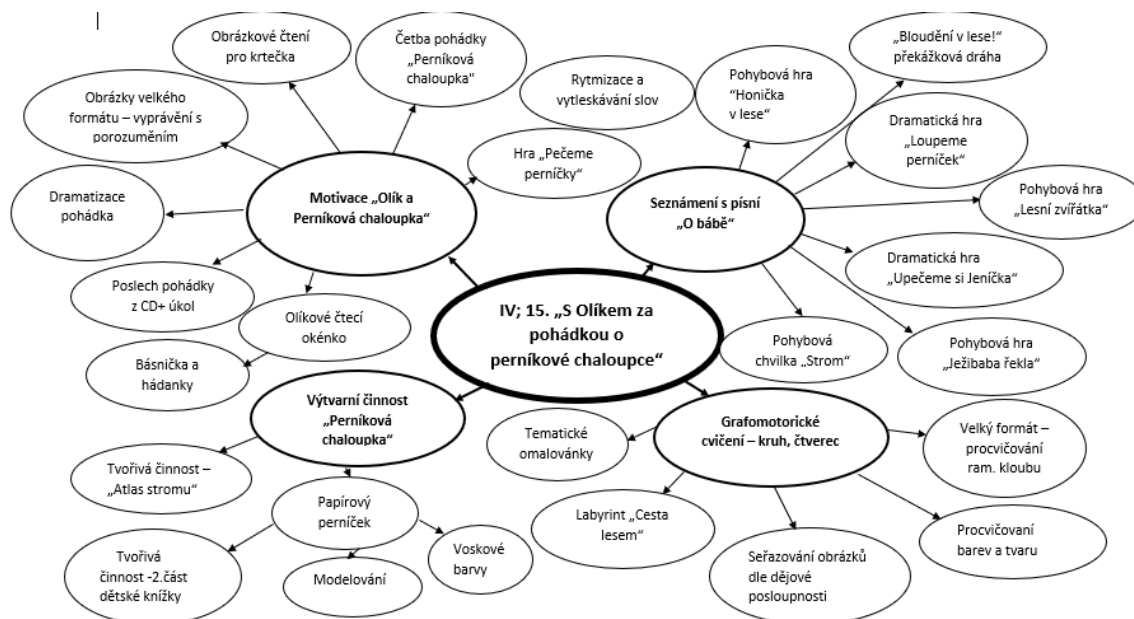 Obrázkové čtení
pro krtečka
Četba pohádky
„Perníková
chaloupka“
Rytmizace a
vytleskávání slov
Pohybová hra
“Honička
v lese“
„Bloudění v lese!“
překážková dráha
Obrázky velkého
formátu – vyprávění s
porozuměním
Hra „Pečeme
perníčky“
Dramatická hra
„Loupeme
perníček“
Dramatizace
pohádka
Motivace „Olík a
Perníková chaloupka“
Seznámení s písní
„O bábě“
Pohybová hra
„Lesní zvířátka“
Poslech pohádky
z CD+ úkol
Olíkové čtecí
okénko
IV; 15. „S Olíkem za
pohádkou o
perníkové chaloupce“
Dramatická hra
„Upečeme si Jeníčka“
Básnička a
hádanky
Pohybová
chvilka „Strom“
Pohybová hra
„Ježibaba řekla“
Výtvarní činnost
„Perníková
chaloupka“
Tematické
omalovánky
Grafomotorické
cvičení – kruh, čtverec
Velký formát –
procvičování
ram. kloubu
Tvořivá činnost –
„Atlas stromu“
Papírový
perníček
Labyrint „Cesta
lesem“
Procvičovaní
barev a tvaru
Tvořivá
činnost -2.část
dětské knížky
Modelování
Voskové
barvy
Seřazování obrázků
dle dějové
posloupnosti